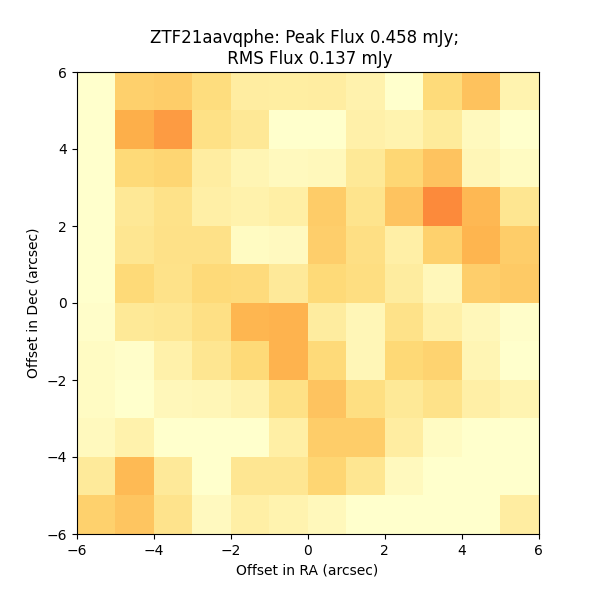 ZTF21aavqphe: Peak Flux 0.458 mJy;
RMS Flux 0.137 mJy
6
4
2
0
−2
−4
−6
Offset in Dec (arcsec)
−6 −4 −2 0 2 4 6
Offset in RA (arcsec)